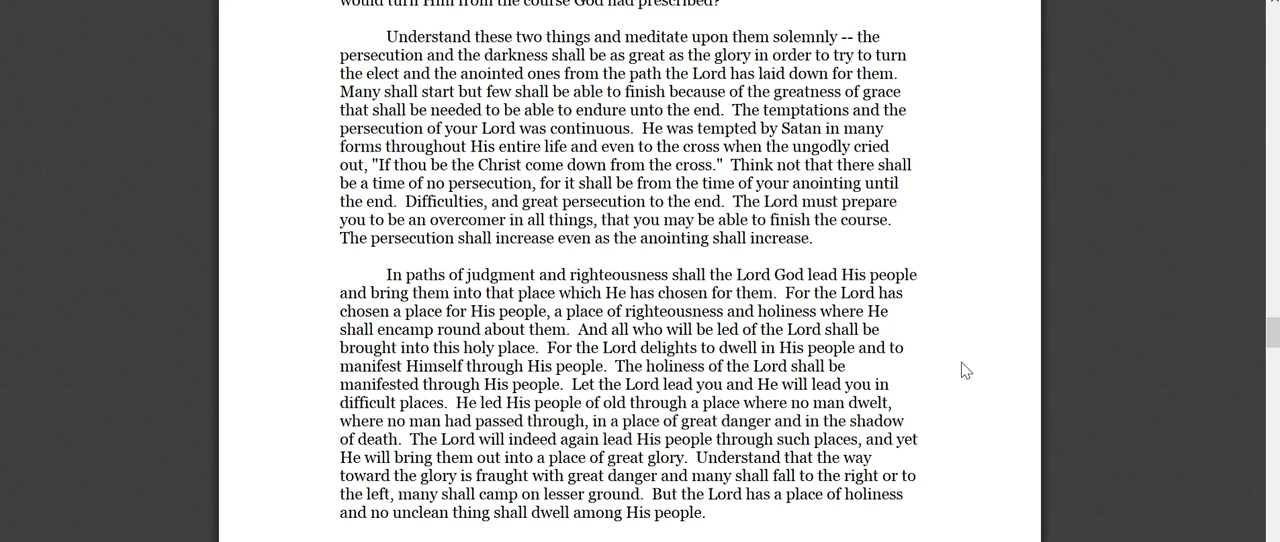 would turn Him from the course God had prescribed?
Understand these two things and meditate upon them solemnly -- the
persecution and the darkness shall be as great as the glory in order to try to turn
the elect and the anointed ones from the path the Lord has laid down for them.
Many shall start but few shall be able to finish because of the greatness of grace
that shall be needed to be able to endure unto the end.  The temptations and the
persecution of your Lord was continuous.  He was tempted by Satan in many
forms throughout His entire life and even to the cross when the ungodly cried
out, "If thou be the Christ come down from the cross."  Think not that there shall
be a time of no persecution, for it shall be from the time of your anointing until
the end.  Difficulties, and great persecution to the end.  The Lord must prepare
you to be an overcomer in all things, that you may be able to finish the course.
The persecution shall increase even as the anointing shall increase.
In paths of judgment and righteousness shall the Lord God lead His people
and bring them into that place which He has chosen for them.  For the Lord has
chosen a place for His people, a place of righteousness and holiness where He
shall encamp round about them.  And all who will be led of the Lord shall be
brought into this holy place.  For the Lord delights to dwell in His people and to
manifest Himself through His people.  The holiness of the Lord shall be
manifested through His people.  Let the Lord lead you and He will lead you in
difficult places.  He led His people of old through a place where no man dwelt,
where no man had passed through, in a place of great danger and in the shadow
of death.  The Lord will indeed again lead His people through such places, and yet
He will bring them out into a place of great glory.  Understand that the way
toward the glory is fraught with great danger and many shall fall to the right or to
the left, many shall camp on lesser ground.  But the Lord has a place of holiness
and no unclean thing shall dwell among His people.